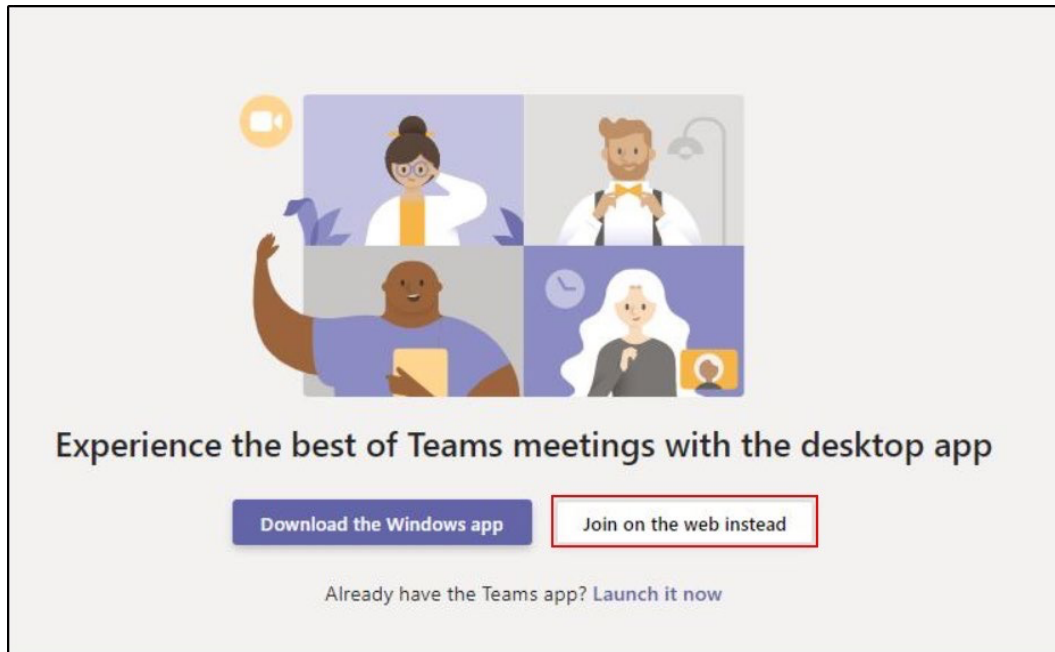 Experience the best of Teams meetings with the desktop app
Download the Windows app
Join on the web instead
Already have the Teams app? Launch it now